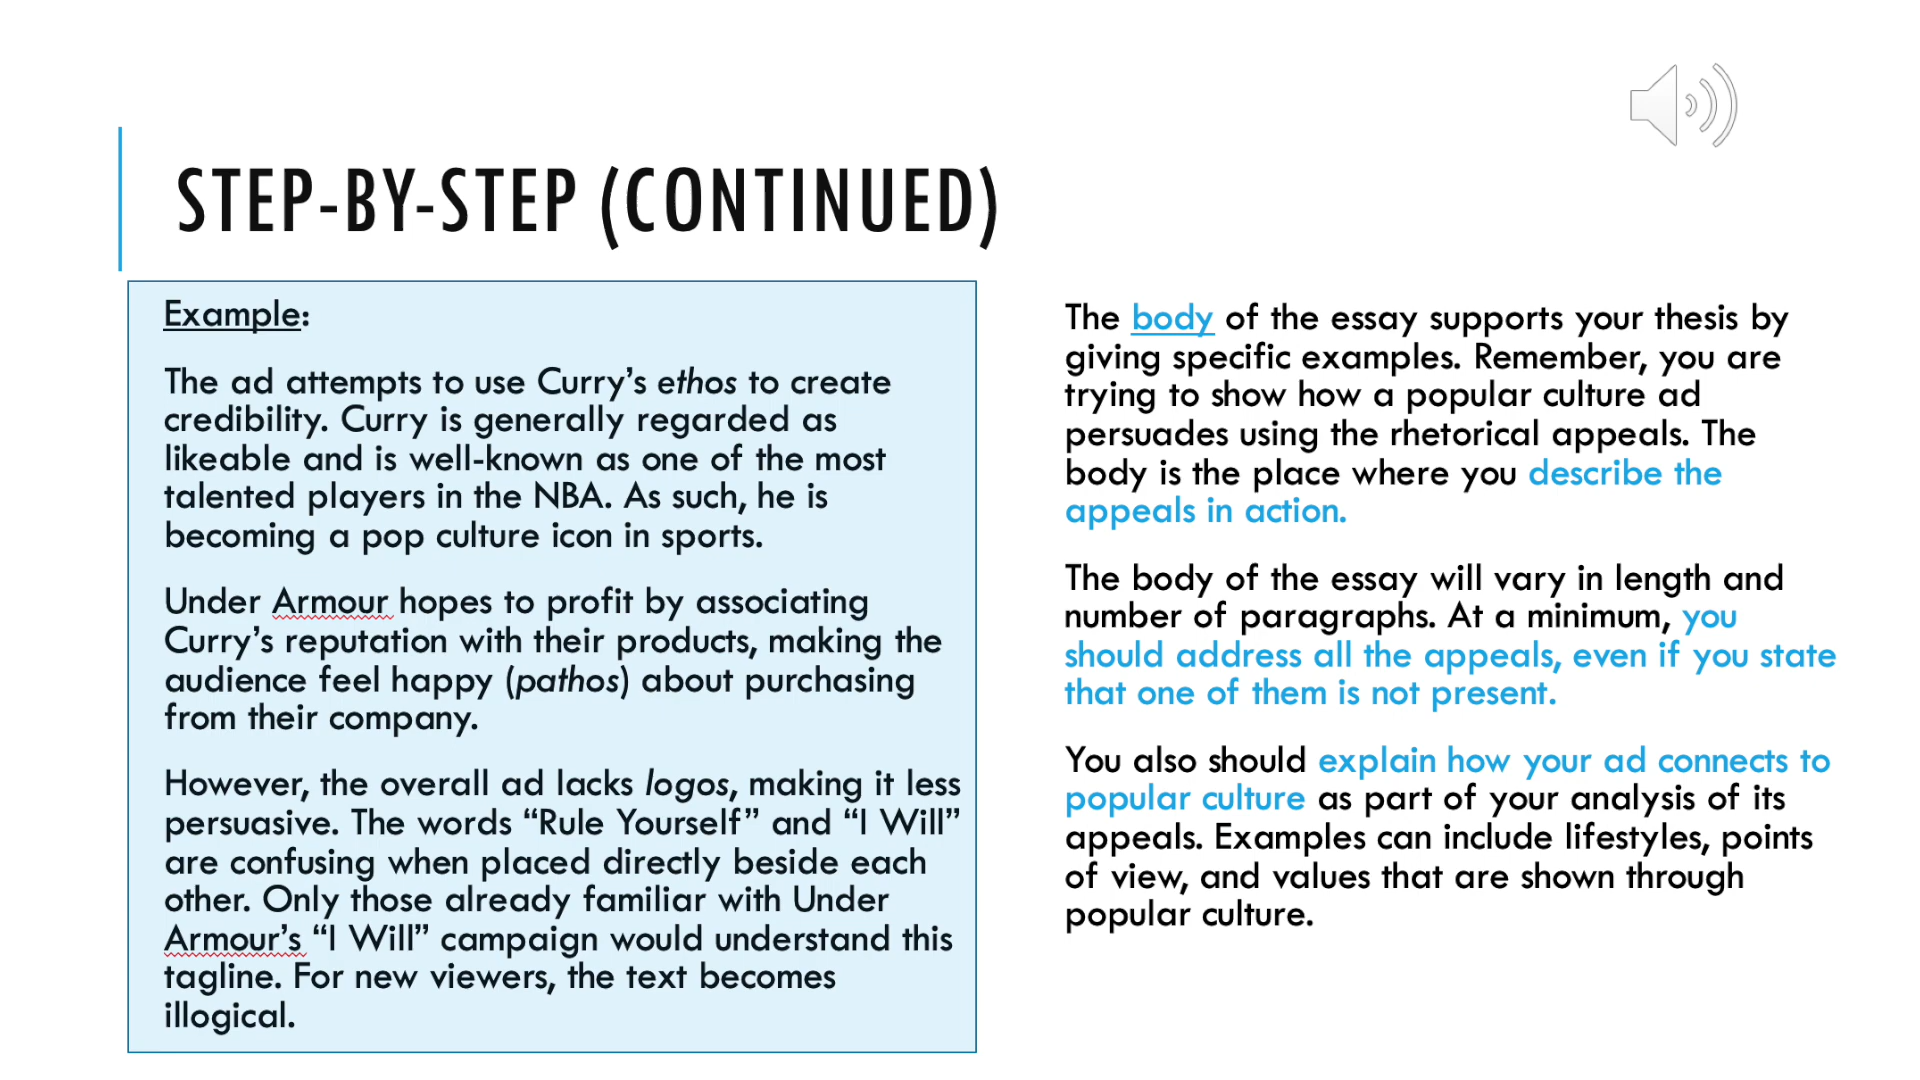 STEP-BY-STEP (CONTINUED)
Example:
The ad attempts to use Curry’s ethos to create
credibility. Curry is generally regarded as
likeable and is well-known as one of the most
talented players in the NBA. As such, he is
becoming a pop culture icon in sports.
Under Armour hopes to profit by associating
Curry’s reputation with their products, making the
audience feel happy (pathos) about purchasing
from their company.
However, the overall ad lacks logos, making it less
persuasive. The words “Rule Yourself” and “I Will”
are confusing when placed directly beside each
other. Only those already familiar with Under
Armour’s “I Will” campaign would understand this
tagline. For new viewers, the text becomes
illogical.
The body of the essay supports your thesis by
giving specific examples. Remember, you are
trying to show how a popular culture ad
persuades using the rhetorical appeals. The
body is the place where you describe the
appeals in action.
The body of the essay will vary in length and
number of paragraphs. At a minimum, you
should address all the appeals, even if you state
that one of them is not present.
You also should explain how your ad connects to
popular culture as part of your analysis of its
appeals. Examples can include lifestyles, points
of view, and values that are shown through
popular culture.